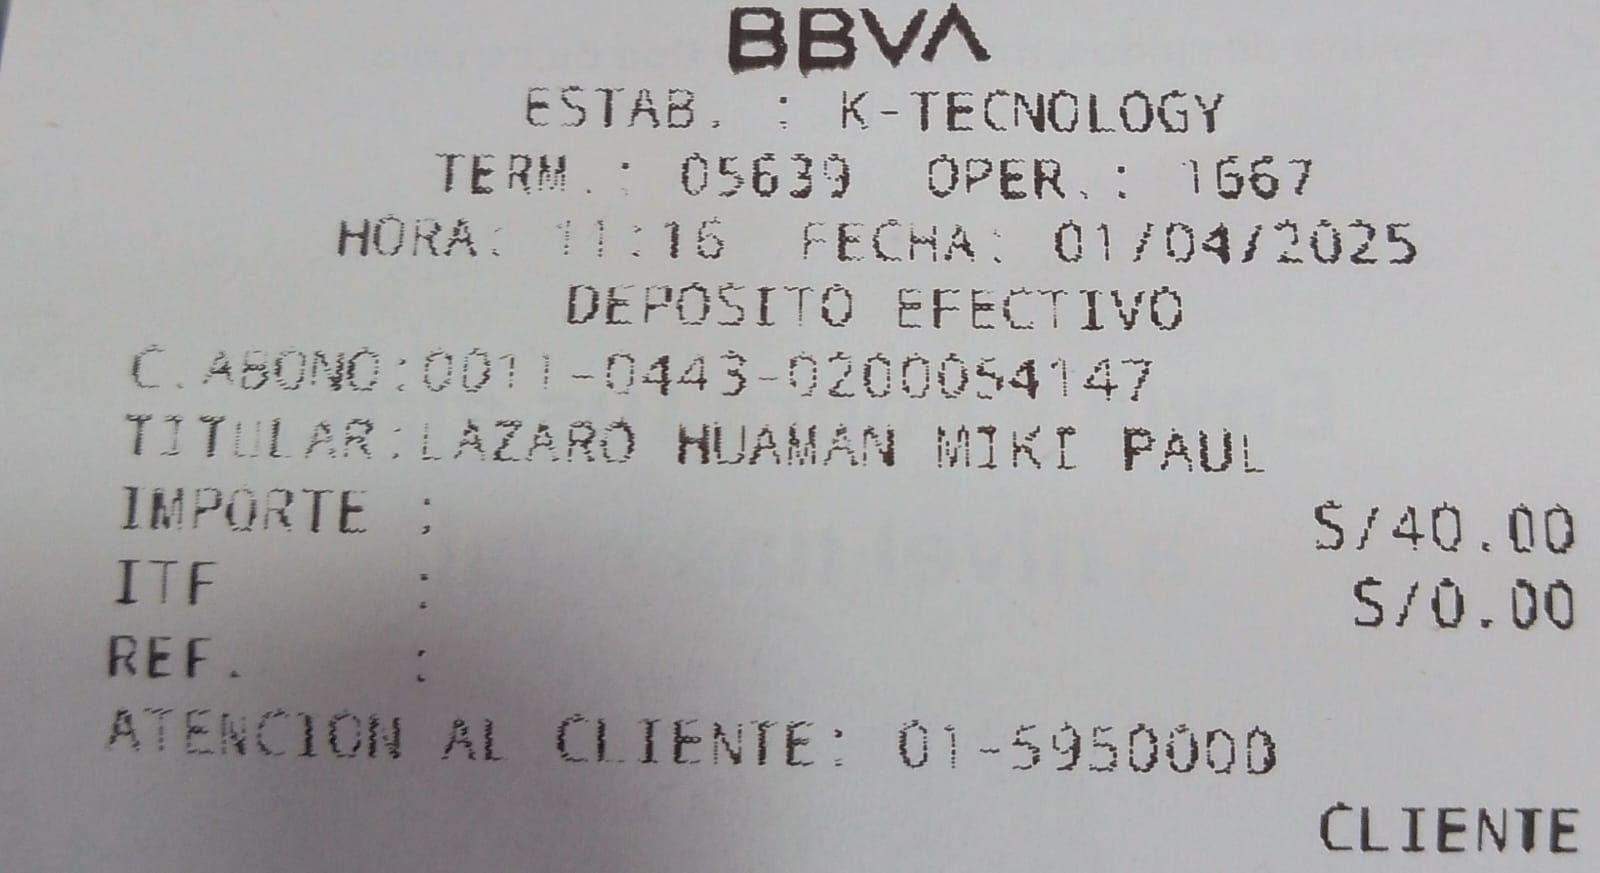 BBVA
ESTAB. : K-TECNOLOGY
TERM.: 05639 OPER.: 1667
HORA: 11:16 FECHA: 01/04/2025
DEPOSITO EFECTIVO
C.ABONO:0011-0443-0200054147
TITULAR:LAZARO HUAMAN MIKI PAUL
IMPORTE : S/40.00
ITF : S/0.00
REF. :
ATENCION AL CLIENTE: 01-5950000
CLIENTE